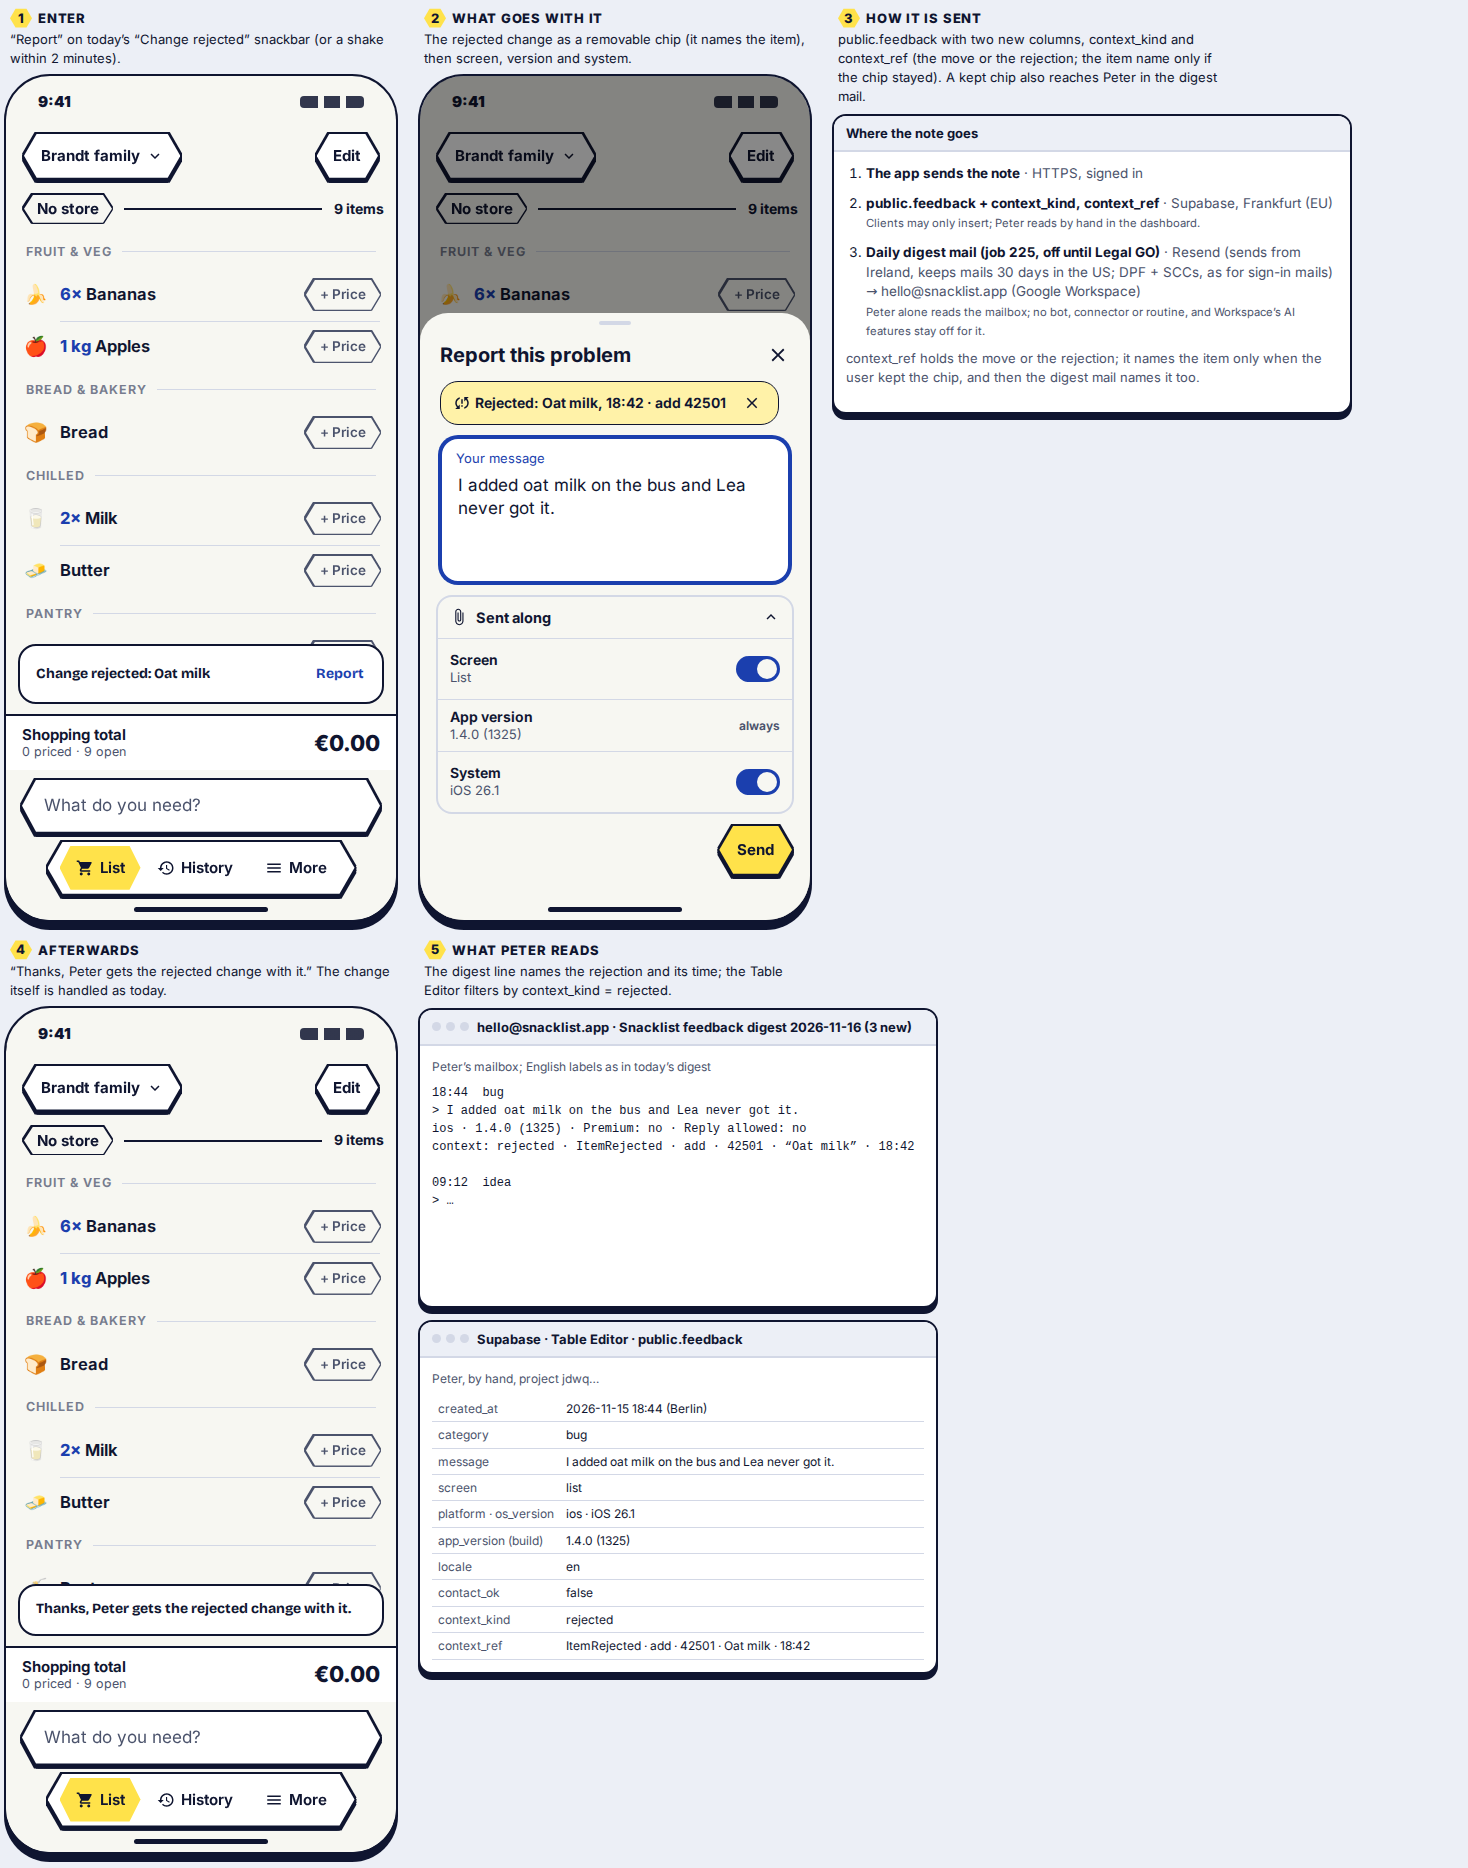 1 ENTER
“Report” on today’s “Change rejected” snackbar (or a shake
within 2 minutes).
9:41
Brandt family
Edit
No store
9 items
FRUIT & VEG
6× Bananas
+ Price
1 kg Apples
+ Price
BREAD & BAKERY
Bread
+ Price
CHILLED
2× Milk
+ Price
Butter
+ Price
PANTRY
Change rejected: Oat milk
Report
Shopping total
0 priced · 9 open
€0.00
What do you need?
List
History
More
2 WHAT GOES WITH IT
The rejected change as a removable chip (it names the item),
then screen, version and system.
9:41
Brandt family
Edit
No store
9 items
FRUIT & VEG
6× Bananas
+ Price
Report this problem
Rejected: Oat milk, 18:42 · add 42501
Your message
I added oat milk on the bus and Lea
never got it.
Sent along
Screen
List
App version
1.4.0 (1325)
always
System
iOS 26.1
Send
3 HOW IT IS SENT
public.feedback with two new columns, context_kind and
context_ref (the move or the rejection; the item name only if
the chip stayed). A kept chip also reaches Peter in the digest
mail.
Where the note goes
1. The app sends the note · HTTPS, signed in
2. public.feedback + context_kind, context_ref · Supabase, Frankfurt (EU)
Clients may only insert; Peter reads by hand in the dashboard.
3. Daily digest mail (job 225, off until Legal GO) · Resend (sends from
Ireland, keeps mails 30 days in the US; DPF + SCCs, as for sign-in mails)
→ hello@snacklist.app (Google Workspace)
Peter alone reads the mailbox; no bot, connector or routine, and Workspace’s AI
features stay off for it.
context_ref holds the move or the rejection; it names the item only when the
user kept the chip, and then the digest mail names it too.
4 AFTERWARDS
“Thanks, Peter gets the rejected change with it.” The change
itself is handled as today.
9:41
Brandt family
Edit
No store
9 items
FRUIT & VEG
6× Bananas
+ Price
1 kg Apples
+ Price
BREAD & BAKERY
Bread
+ Price
CHILLED
2× Milk
+ Price
Butter
+ Price
PANTRY
Thanks, Peter gets the rejected change with it.
Shopping total
0 priced · 9 open
€0.00
What do you need?
List
History
More
5 WHAT PETER READS
The digest line names the rejection and its time; the Table
Editor filters by context_kind = rejected.
hello@snacklist.app · Snacklist feedback digest 2026-11-16 (3 new)
Peter’s mailbox; English labels as in today’s digest
18:44 bug
> I added oat milk on the bus and Lea never got it.
ios · 1.4.0 (1325) · Premium: no · Reply allowed: no
context: rejected · ItemRejected · add · 42501 · “Oat milk” · 18:42
09:12 idea
> …
Supabase · Table Editor · public.feedback
Peter, by hand, project jdwq…
created_at 2026-11-15 18:44 (Berlin)
category bug
message I added oat milk on the bus and Lea never got it.
screen list
platform · os_version ios · iOS 26.1
app_version (build) 1.4.0 (1325)
locale en
contact_ok false
context_kind rejected
context_ref ItemRejected · add · 42501 · Oat milk · 18:42